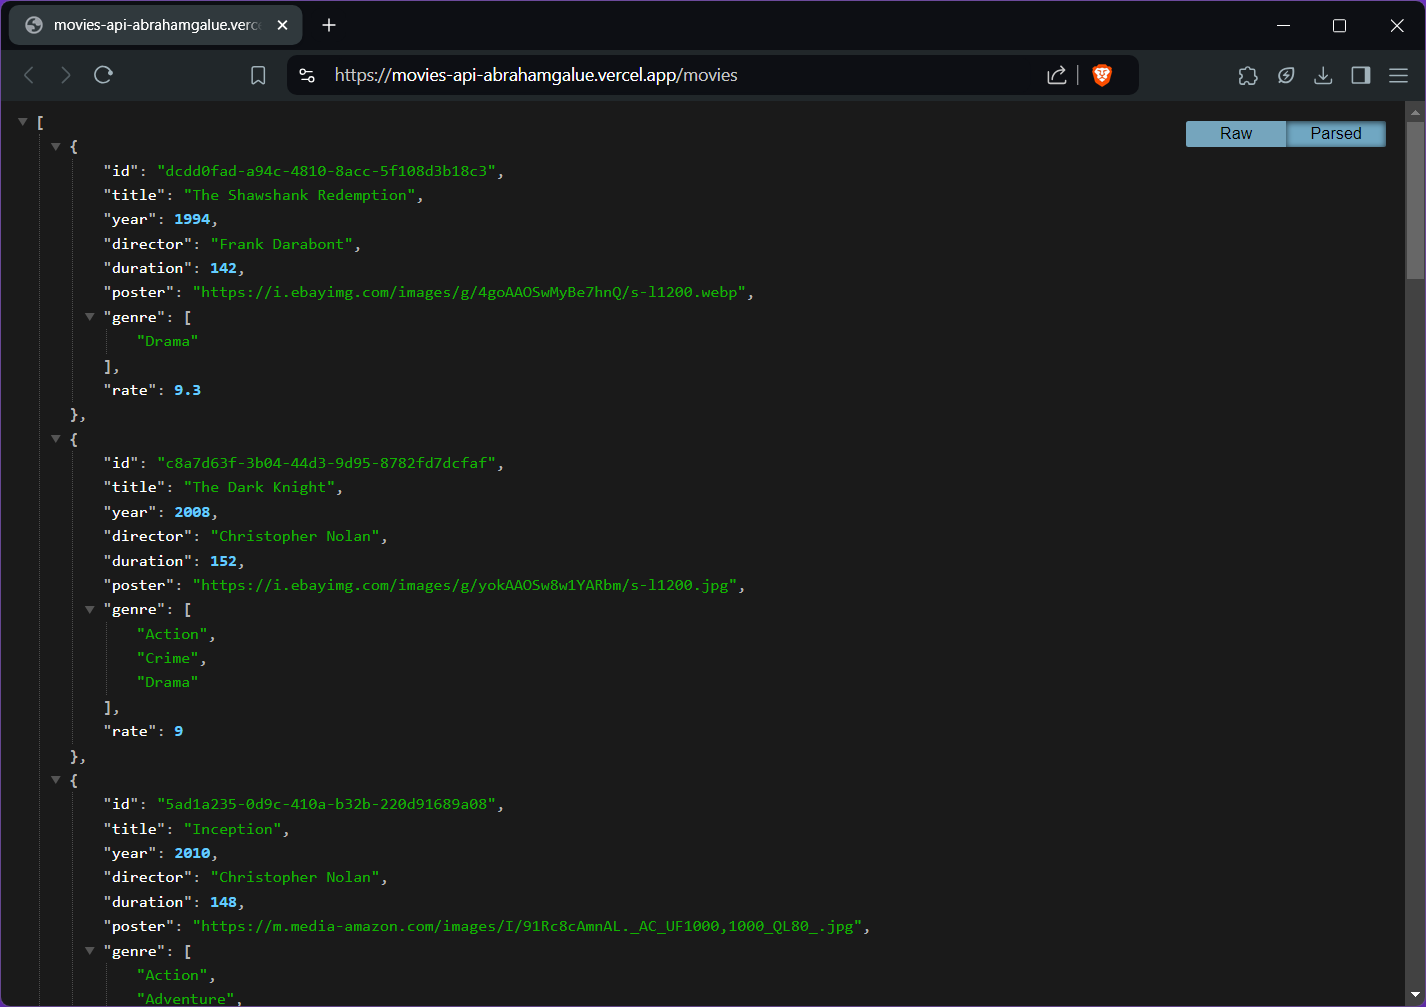 movies-api-abrahamgalue.verc
https://movies-api-abrahamgalue.vercel.app/movies
Raw Parsed
[
{
"id": "dcdd0fad-a94c-4810-8acc-5f108d3b18c3",
"title": "The Shawshank Redemption",
"year": 1994,
"director": "Frank Darabont",
"duration": 142,
"poster": "https://i.ebayimg.com/images/g/4goAAOSwMyBe7hnQ/s-l1200.webp",
"genre": [
"Drama"
],
"rate": 9.3
},
{
"id": "c8a7d63f-3b04-44d3-9d95-8782fd7dcfaf",
"title": "The Dark Knight",
"year": 2008,
"director": "Christopher Nolan",
"duration": 152,
"poster": "https://i.ebayimg.com/images/g/yokAAOSw8w1YARbm/s-l1200.jpg",
"genre": [
"Action",
"Crime",
"Drama"
],
"rate": 9
},
{
"id": "5ad1a235-0d9c-410a-b32b-220d91689a08",
"title": "Inception",
"year": 2010,
"director": "Christopher Nolan",
"duration": 148,
"poster": "https://m.media-amazon.com/images/I/91Rc8cAmnAL._AC_UF1000,1000_QL80_.jpg",
"genre": [
"Action",
"Adventure",